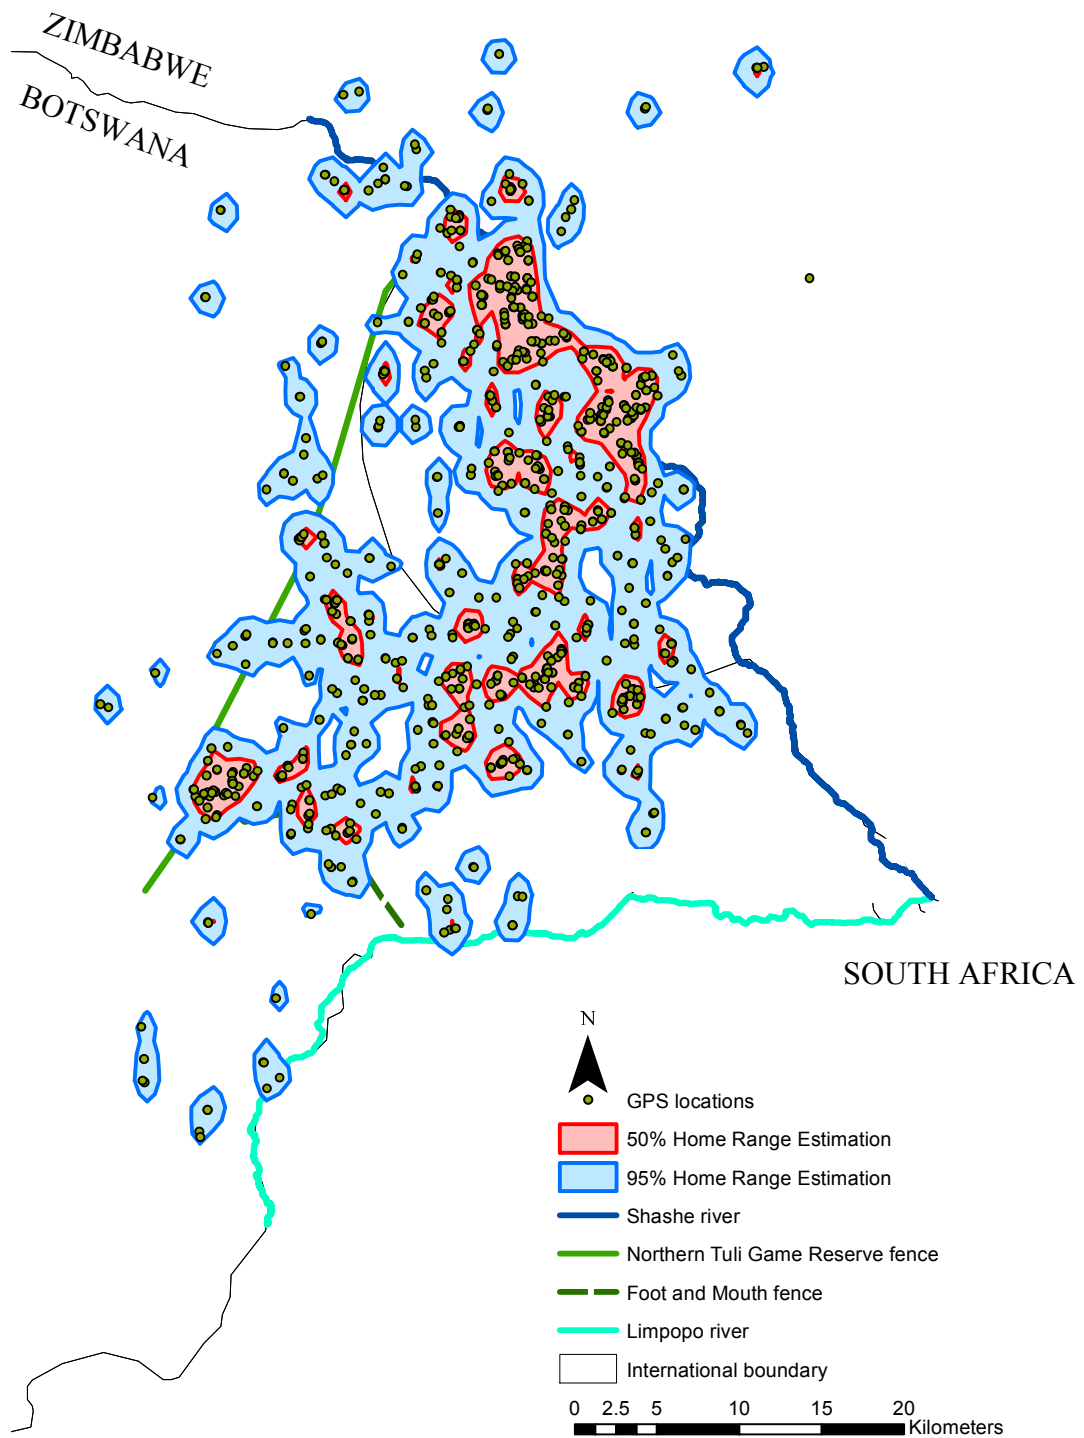 ZIMBABWE
BOTSWANA
SOUTH AFRICA
N
GPS locations
50% Home Range Estimation
95% Home Range Estimation
Shashe river
Northern Tuli Game Reserve fence
Foot and Mouth fence
Limpopo river
International boundary
0 2.5 5 10 15 20
Kilometers